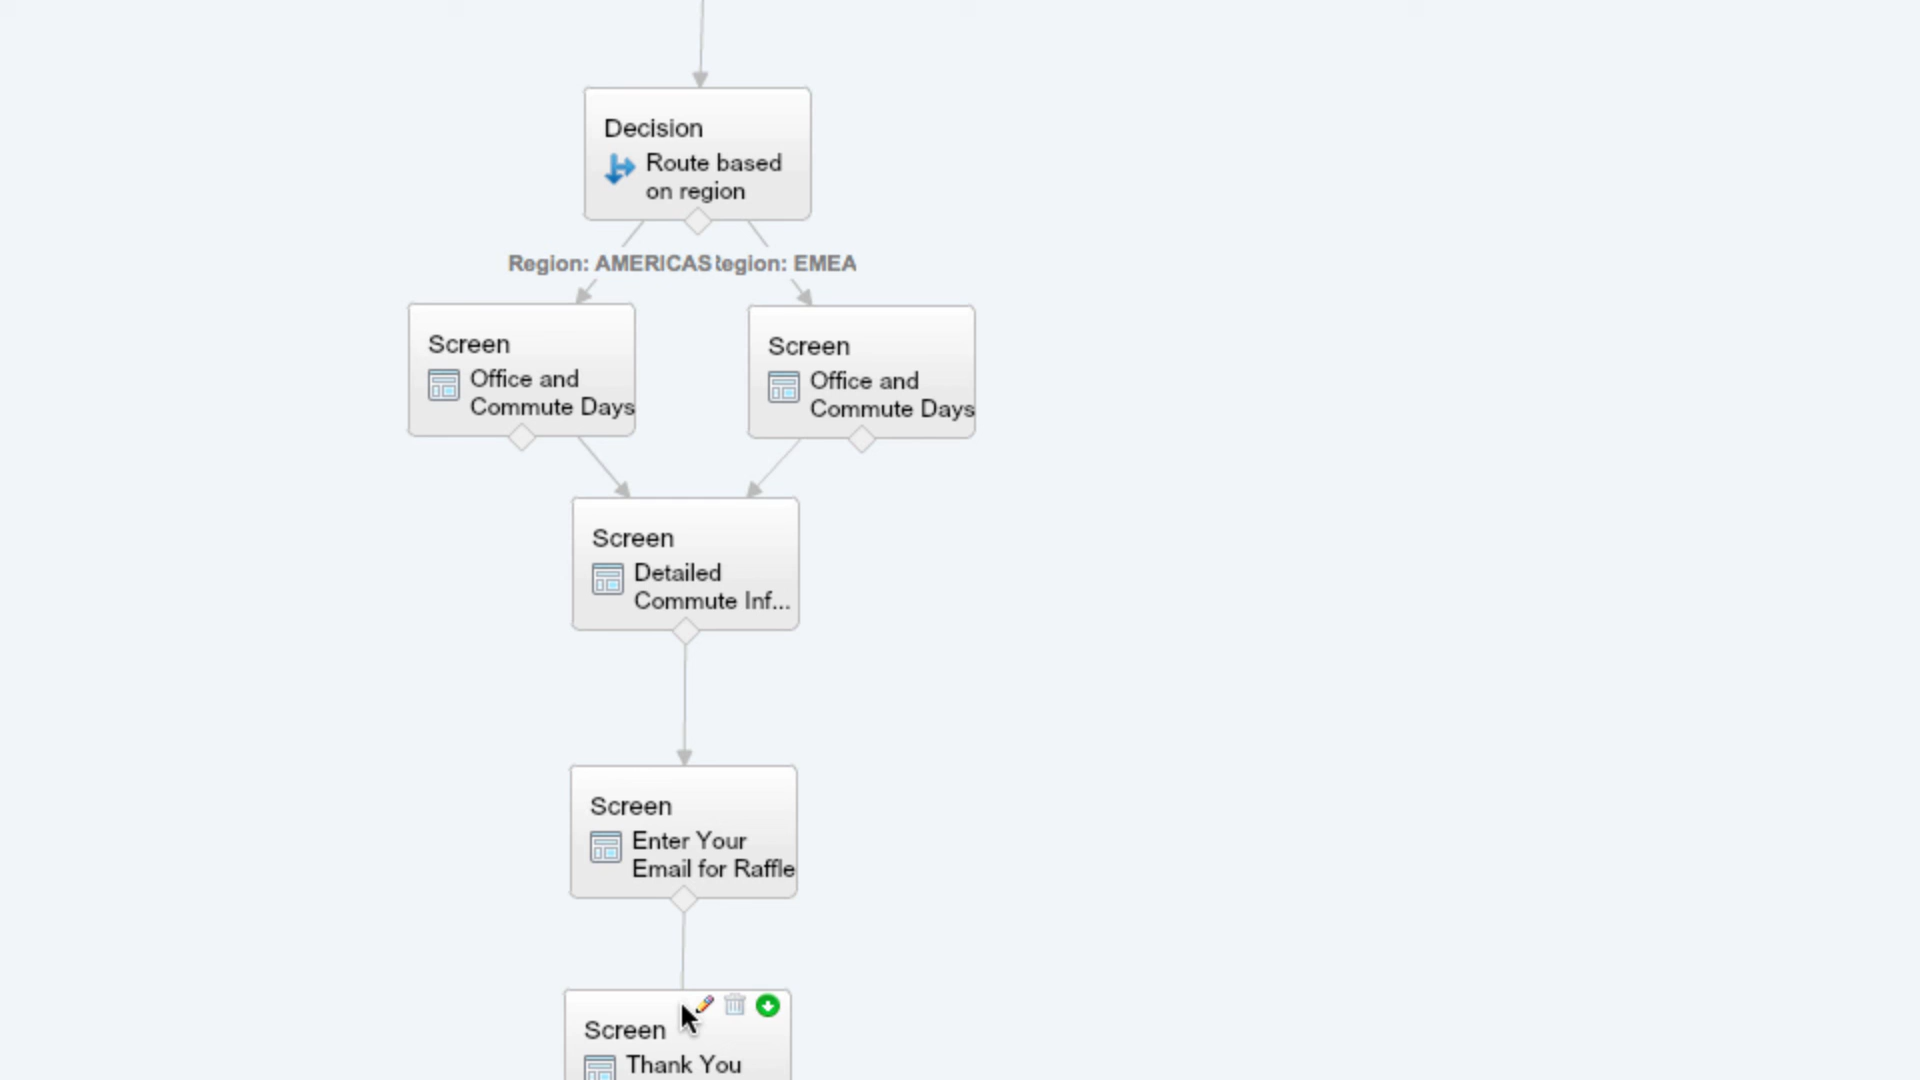 Decision
Route based
on region
Region: AMERICAS
egion: EMEA
Screen
Office and
Commute Days
Screen
Office and
Commute Days
Screen
Detailed
Commute Inf...
Screen
Enter Your
Email for Raffle
Screen
Thank You